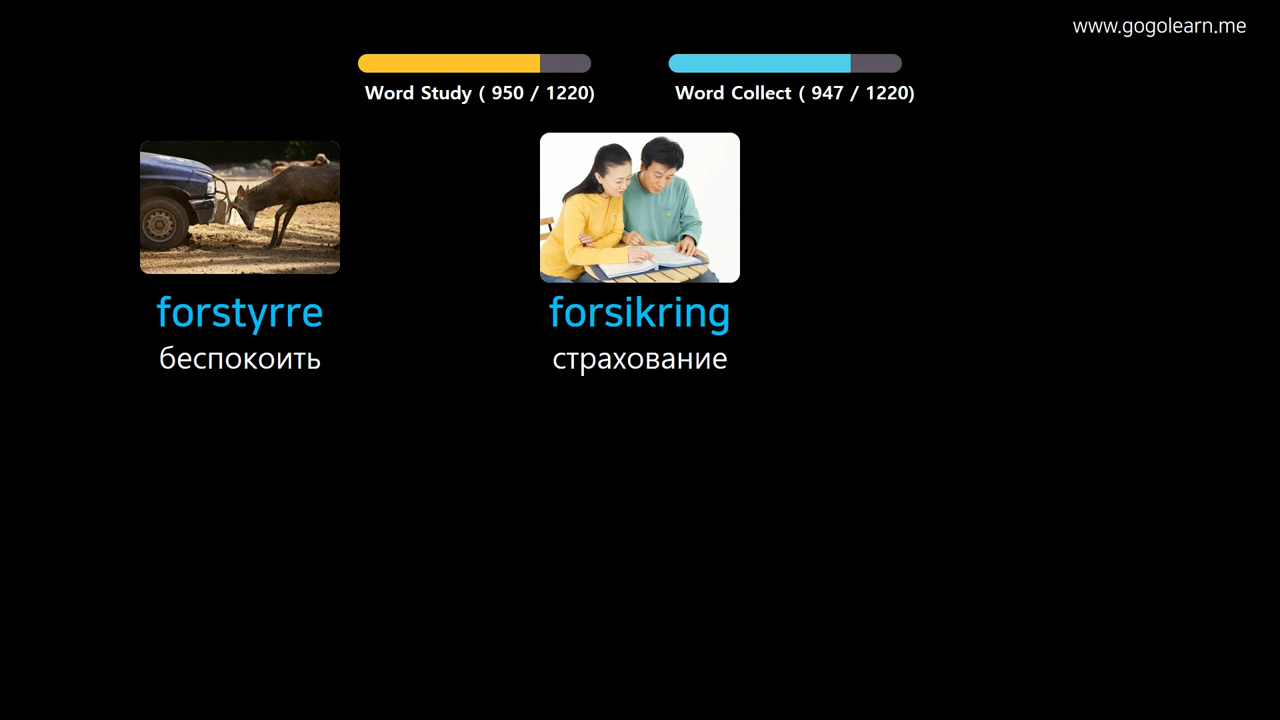 www.gogolearn.me
Word Study ( 950 / 1220)
Word Collect ( 947 / 1220)
forstyrre
беспокоить
forsikring
страхование